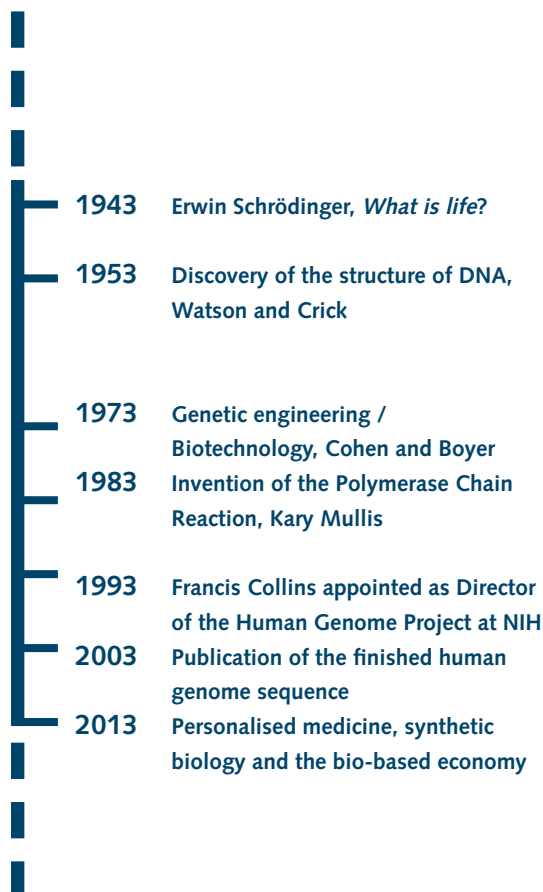 1943 Erwin Schrödinger, What is life?
1953 Discovery of the structure of DNA,
Watson and Crick
1973 Genetic engineering /
Biotechnology, Cohen and Boyer
1983 Invention of the Polymerase Chain
Reaction, Kary Mullis
1993 Francis Collins appointed as Director
of the Human Genome Project at NIH
2003 Publication of the finished human
genome sequence
2013 Personalised medicine, synthetic
biology and the bio-based economy